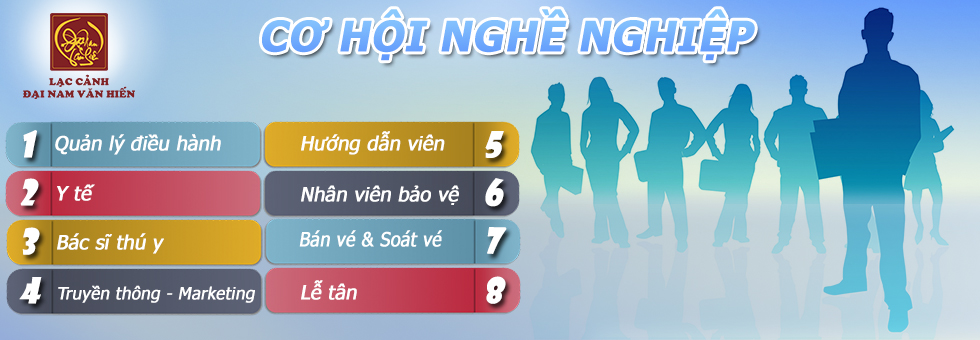 CƠ HỘI NGHỀ NGHIỆP
LẠC CẢNH
ĐẠI NAM VĂN HIẾN
1 Quản lý điều hành
2 Y tế
3 Bác sĩ thú y
4 Truyền thông - Marketing
Hướng dẫn viên 5
Nhân viên bảo vệ 6
Bán vé & Soát vé 7
Lễ tân 8